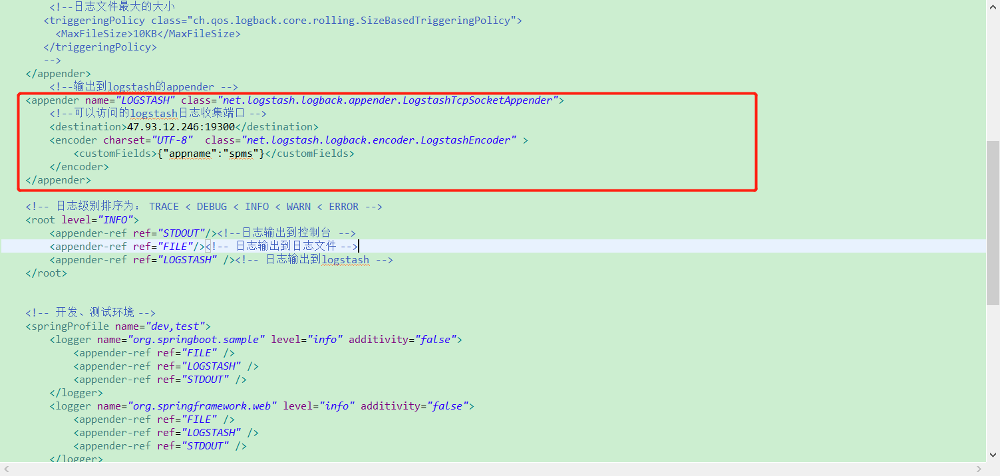 <!--日志文件最大的大小
<triggeringPolicy class="ch.qos.logback.core.rolling.SizeBasedTriggeringPolicy">
<MaxFileSize>10KB</MaxFileSize>
</triggeringPolicy>
-->
</appender>
<!--输出到logstash的appender -->
<appender name="LOGSTASH" class="net.logstash.logback.appender.LogstashTcpSocketAppender">
<!--可以访问的logstash日志收集端口 -->
<destination>47.93.12.246:19300</destination>
<encoder charset="UTF-8"  class="net.logstash.logback.encoder.LogstashEncoder" >
<customFields>{"appname":"spms"}</customFields>
</encoder>
</appender>
<!-- 日志级别排序为： TRACE < DEBUG < INFO < WARN < ERROR -->
<root level="INFO">
<appender-ref ref="STDOUT"/><!--日志输出到控制台 -->
<appender-ref ref="FILE"/><!-- 日志输出到日志文件 -->
<appender-ref ref="LOGSTASH" /><!-- 日志输出到logstash -->
</root>
<!-- 开发、测试环境 -->
<springProfile name="dev,test">
<logger name="org.springboot.sample" level="info" additivity="false">
<appender-ref ref="FILE" />
<appender-ref ref="LOGSTASH" />
<appender-ref ref="STDOUT" />
</logger>
<logger name="org.springframework.web" level="info" additivity="false">
<appender-ref ref="FILE" />
<appender-ref ref="LOGSTASH" />
<appender-ref ref="STDOUT" />
</logger>